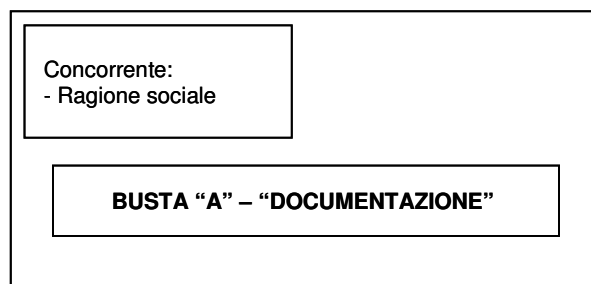 Concorrente:
- Ragione sociale
BUSTA “A” – “DOCUMENTAZIONE”